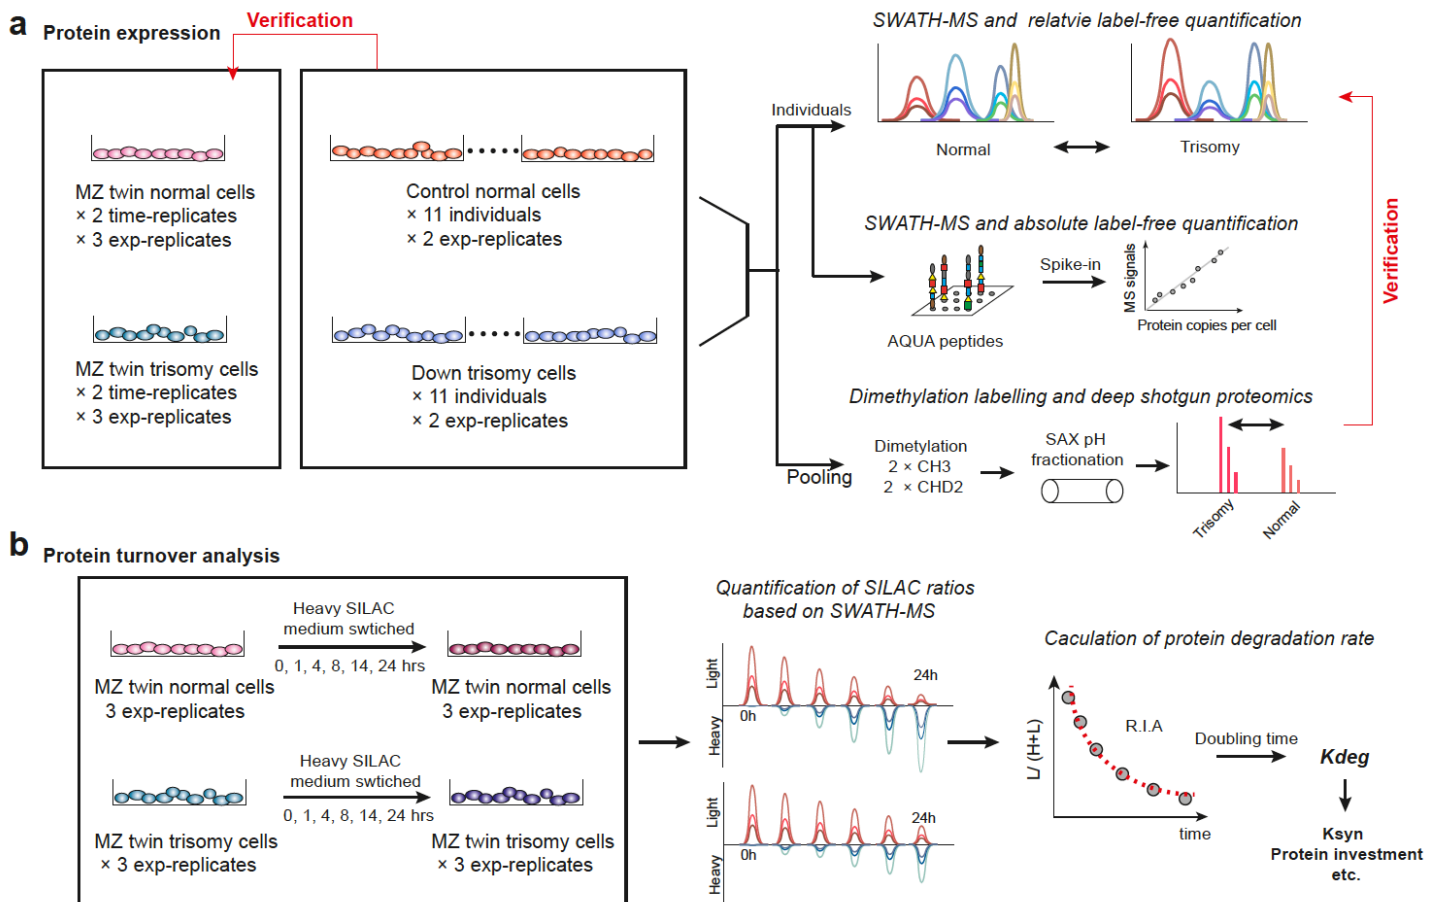 a Protein expression
Verification
MZ twin normal cells
× 2 time-replicates
× 3 exp-replicates
MZ twin trisomy cells
× 2 time-replicates
× 3 exp-replicates
Control normal cells
× 11 individuals
× 2 exp-replicates
Down trisomy cells
× 11 individuals
× 2 exp-replicates
Individuals
Pooling
SWATH-MS and relatvie label-free quantification
Normal
Trisomy
SWATH-MS and absolute label-free quantification
AQUA peptides
Spike-in
MS signals
Protein copies per cell
Dimethylation labelling and deep shotgun proteomics
Dimetylation
2 × CH3
2 × CHD2
SAX pH
fractionation
Trisomy
Normal
Verification
b Protein turnover analysis
Heavy SILAC
medium swtiched
0, 1, 4, 8, 14, 24 hrs
MZ twin normal cells
3 exp-replicates
MZ twin normal cells
3 exp-replicates
Heavy SILAC
medium swtiched
0, 1, 4, 8, 14, 24 hrs
MZ twin trisomy cells
× 3 exp-replicates
MZ twin trisomy cells
× 3 exp-replicates
Quantification of SILAC ratios
based on SWATH-MS
Light
Heavy
0h
24h
Light
Heavy
0h
24h
Caculation of protein degradation rate
L/ (H+L)
R.I.A
time
Doubling time
Kdeg
Ksyn
Protein investment
etc.